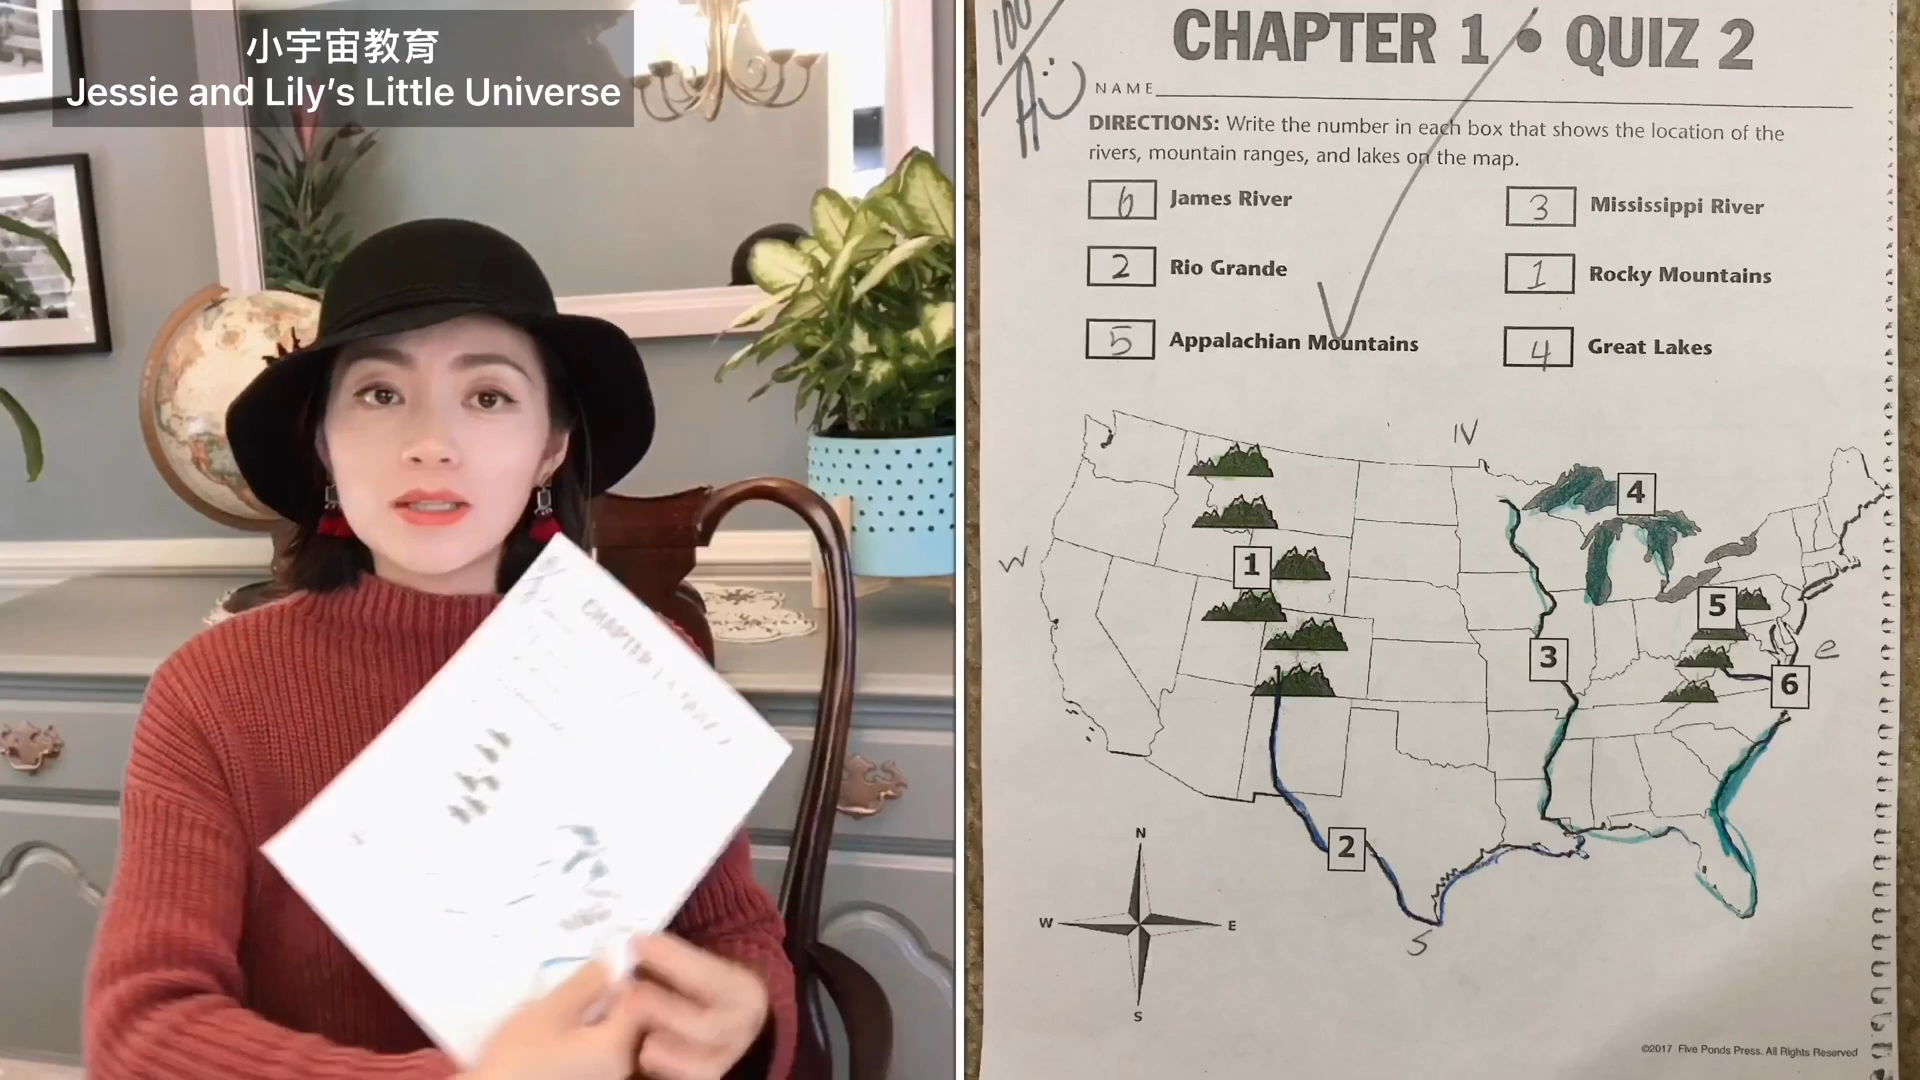 小宇宙教育
Jessie and Lily's Little Universe
100
A
CHAPTER 1 • QUIZ 2
NAME
DIRECTIONS: Write the number in each box that shows the location of the
rivers, mountain ranges, and lakes on the map.
6 James River
3 Mississippi River
2 Rio Grande
1 Rocky Mountains
5 Appalachian Mountains
4 Great Lakes
N
4
W
1
5
3
e
6
2
S
N
W
E
S
©2017 Five Ponds Press. All Rights Reserved